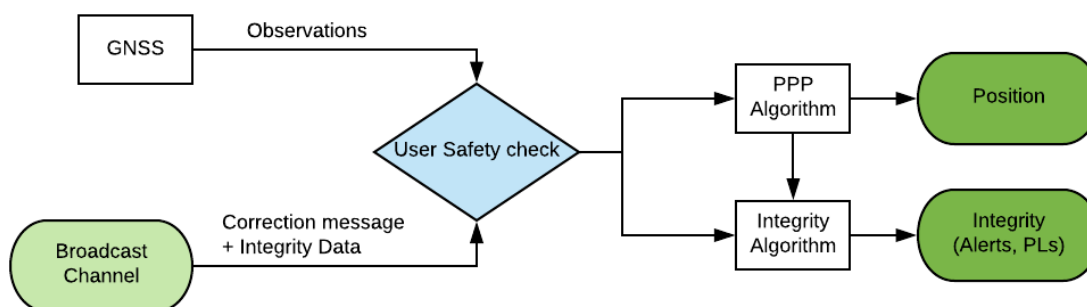 Observations
GNSS
PPP
Algorithm
Position
User Safety check
Correction message
+ Integrity Data
Broadcast
Channel
Integrity
Algorithm
Integrity
(Alerts, PLs)